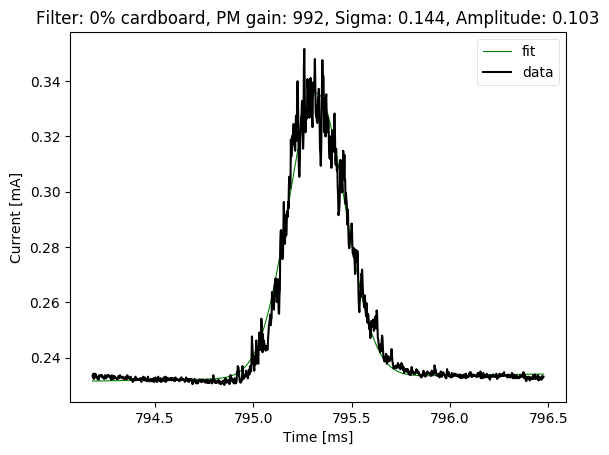 Filter: 0% cardboard, PM gain: 992, Sigma: 0.144, Amplitude: 0.103
fit
data
0.34
0.32
0.30
0.28
0.26
0.24
Current [mA]
794.5
795.0
795.5
796.0
796.5
Time [ms]